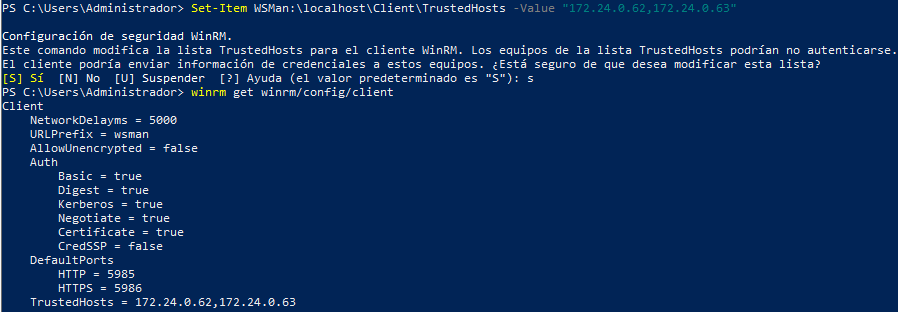 PS C:\Users\Administrador> Set-Item WSMan:\localhost\Client\TrustedHosts -Value "172.24.0.62,172.24.0.63"
Configuración de seguridad WinRM.
Este comando modifica la lista TrustedHosts para el cliente WinRM. Los equipos de la lista TrustedHosts podrían no autenticarse.
El cliente podría enviar información de credenciales a estos equipos. ¿Está seguro de que desea modificar esta lista?
[S] Sí  [N] No  [U] Suspender  [?] Ayuda (el valor predeterminado es "S"): s
PS C:\Users\Administrador> winrm get winrm/config/client
Client
    NetworkDelayms = 5000
    URLPrefix = wsman
    AllowUnencrypted = false
    Auth
        Basic = true
        Digest = true
        Kerberos = true
        Negotiate = true
        Certificate = true
        CredSSP = false
    DefaultPorts
        HTTP = 5985
        HTTPS = 5986
    TrustedHosts = 172.24.0.62,172.24.0.63